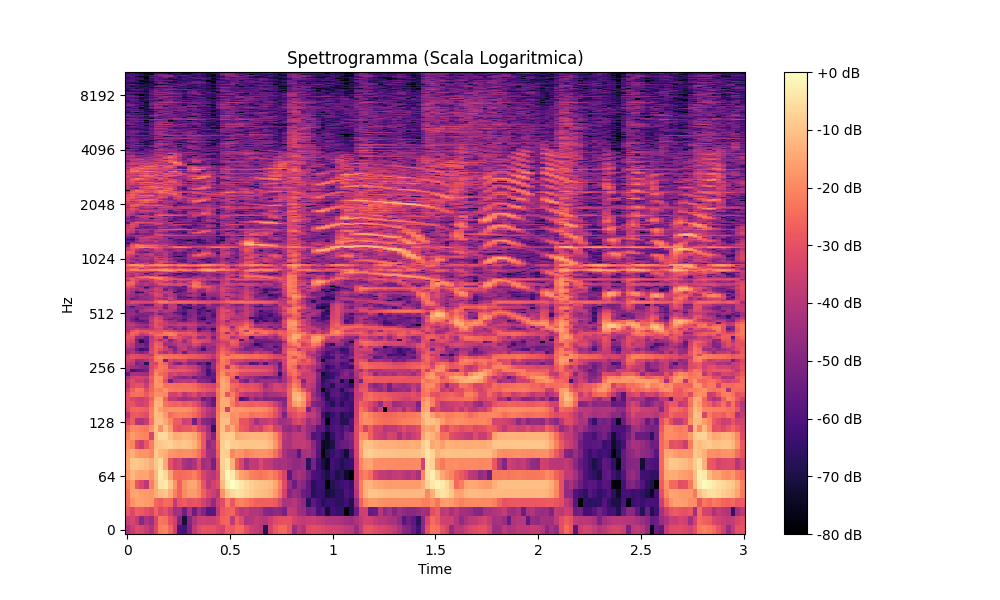 Spettrogramma (Scala Logaritmica)
Hz
8192
4096
2048
1024
512
256
128
64
0
0 0.5 1 1.5 2 2.5 3
Time
+0 dB
-10 dB
-20 dB
-30 dB
-40 dB
-50 dB
-60 dB
-70 dB
-80 dB